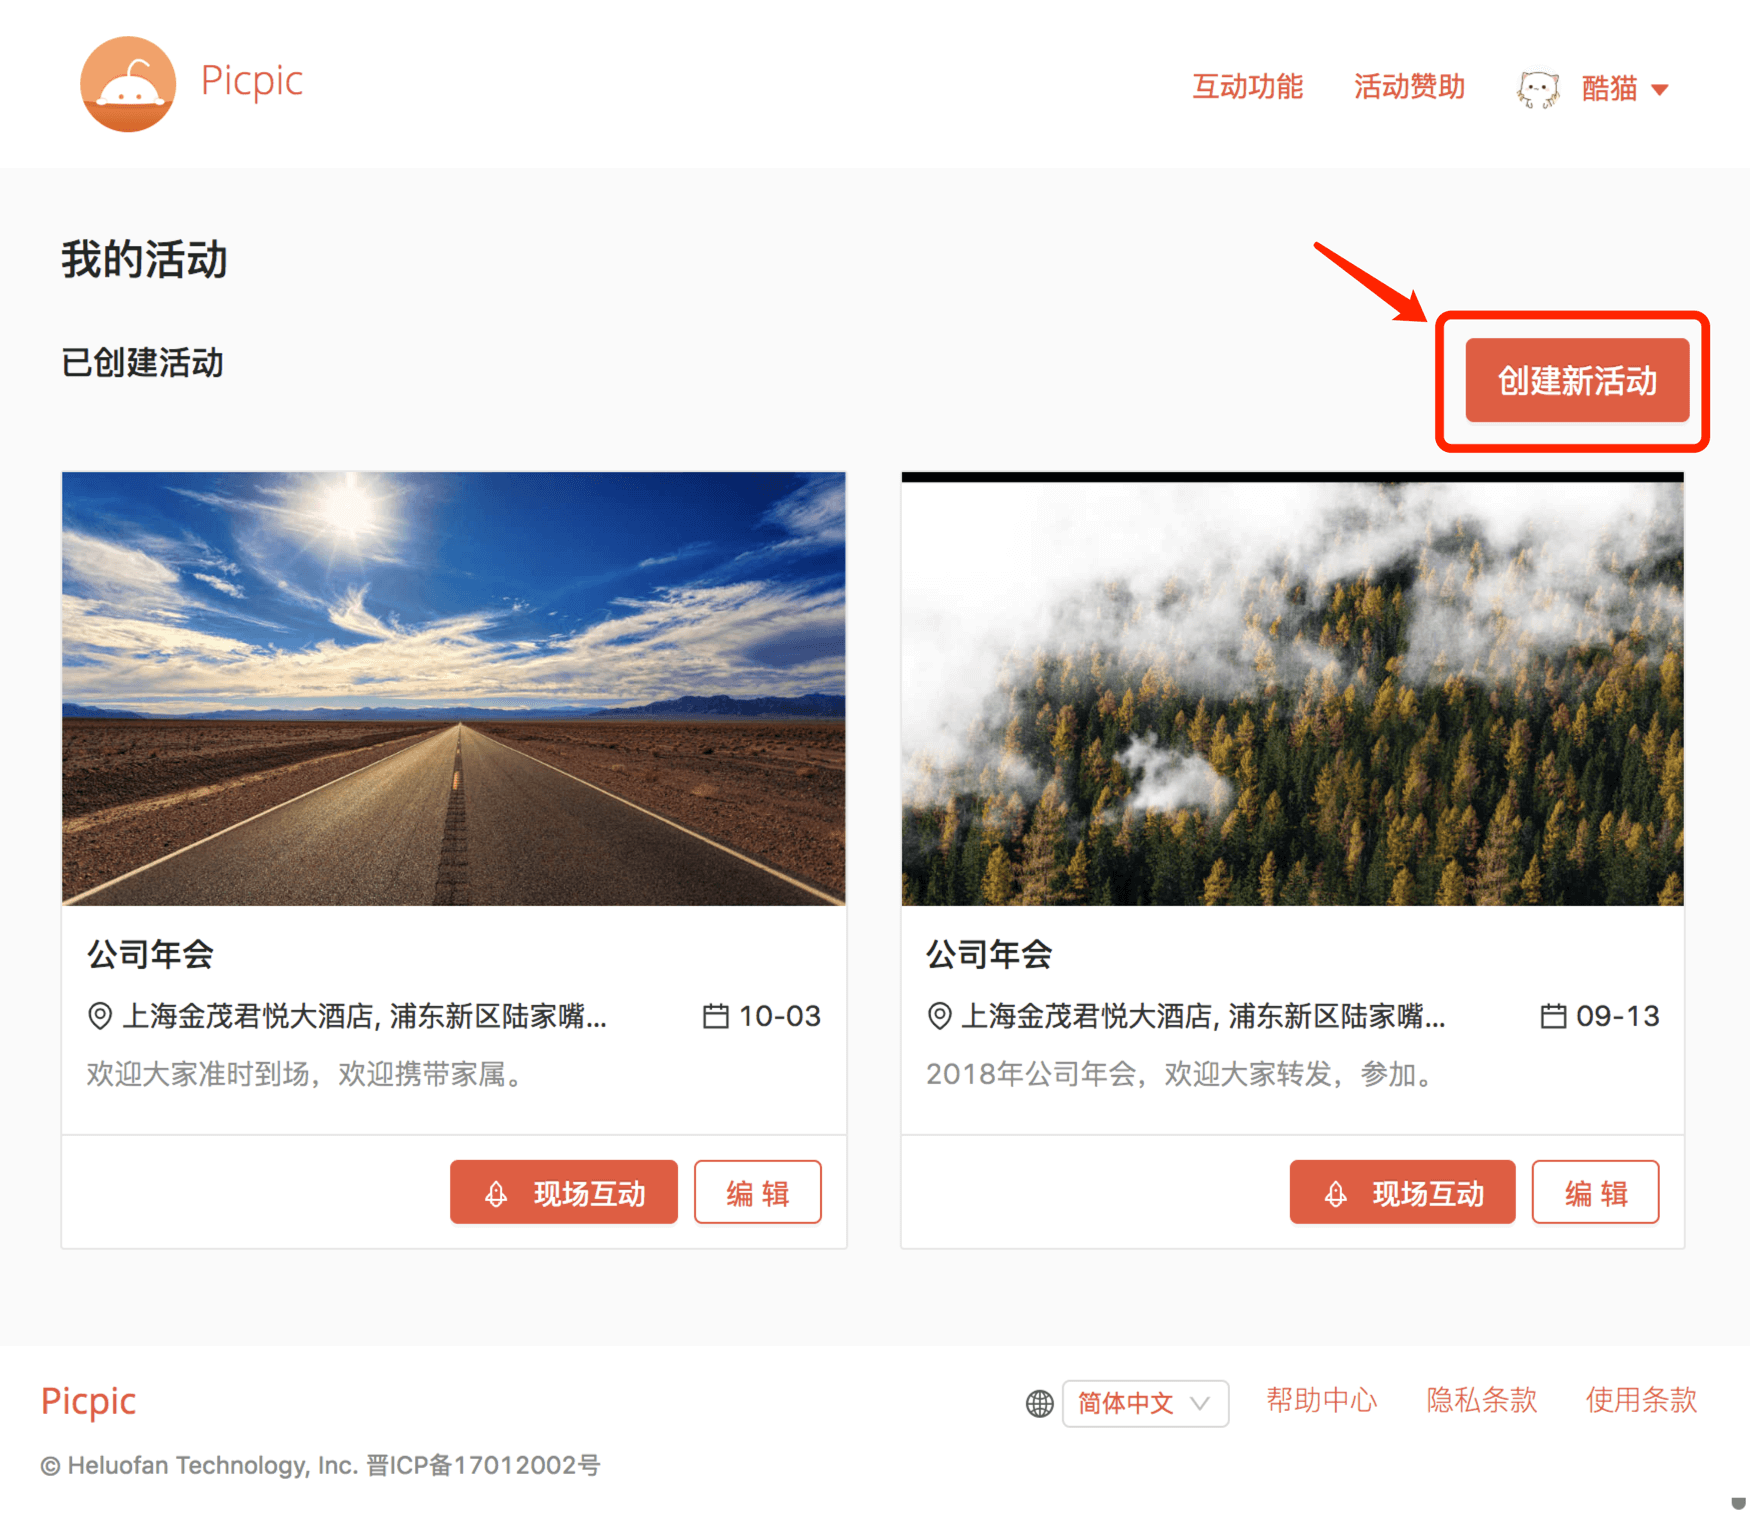 Picpic
互动功能
活动赞助
酷猫
我的活动
已创建活动
创建新活动
公司年会
上海金茂君悦大酒店, 浦东新区陆家嘴...
10-03
欢迎大家准时到场，欢迎携带家属。
现场互动
编 辑
公司年会
上海金茂君悦大酒店, 浦东新区陆家嘴...
09-13
2018年公司年会，欢迎大家转发，参加。
现场互动
编 辑
Picpic
简体中文
帮助中心
隐私条款
使用条款
© Heluofan Technology, Inc. 晋ICP备17012002号